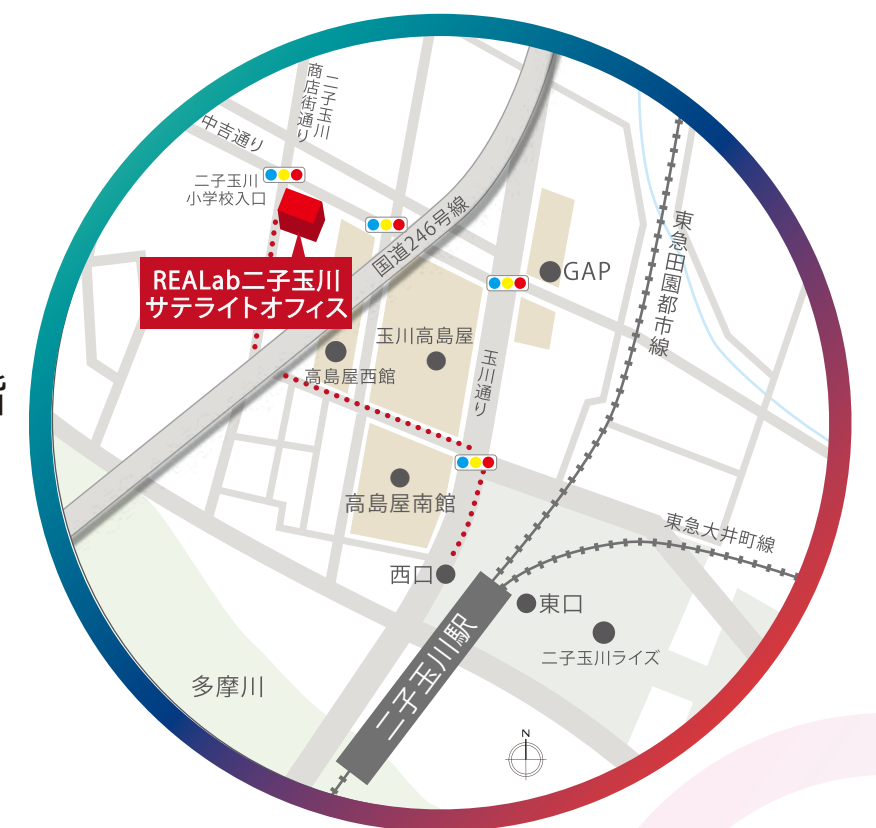 二子玉川
商店街通り
中吉通り
二子玉川
小学校入口
国道246号線
REALab二子玉川
サテライトオフィス
GAP
東急田園都市線
玉川高島屋
高島屋西館
玉川通り
高島屋南館
東急大井町線
西口
東口
二子玉川ライズ
二子玉川駅
多摩川
N